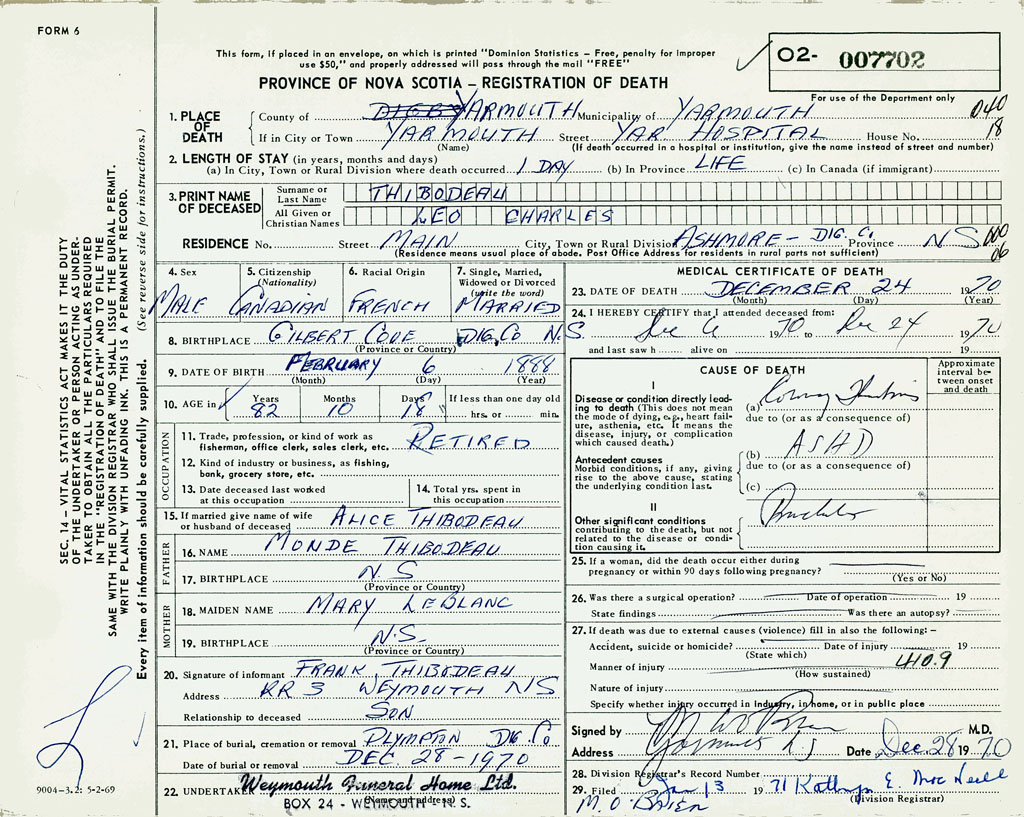 FORM 6
This form, if placed in an envelope, on which is printed "Dominion Statistics – Free, penalty for improper
use $50," and properly addressed will pass through the mail "FREE"
PROVINCE OF NOVA SCOTIA – REGISTRATION OF DEATH
O2- 007702
For use of the Department only
1. PLACE OF DEATH
County of DIGBY YARMOUTH Municipality of YARMOUTH 040
If in City or Town YARMOUTH Street YAR HOSPITAL House No. 18
(Name) (If death occurred in a hospital or institution, give the name instead of street and number)
2. LENGTH OF STAY (in years, months and days)
(a) In City, Town or Rural Division where death occurred 1 DAY (b) In Province LIFE (c) In Canada (if immigrant)
3. PRINT NAME OF DECEASED
Surname or Last Name THIBODEAU
All Given or Christian Names LEO CHARLES
RESIDENCE No. Street MAIN City, Town or Rural Division ASHMORE – DIG. Co. Province NS
(Residence means usual place of abode. Post Office Address for residents in rural parts not sufficient) 06
4. Sex MALE
5. Citizenship (Nationality) CANADIAN
6. Racial Origin FRENCH
7. Single, Married, Widowed or Divorced (write the word) MARRIED
8. BIRTHPLACE GILBERT COVE DIG. Co N.S.
(Province or Country)
9. DATE OF BIRTH FEBRUARY 6 1888
(Month) (Day) (Year)
10. AGE in Years 82 Months 10 Days 18 If less than one day old hrs. or min.
OCCUPATION
11. Trade, profession, or kind of work as
fisherman, office clerk, sales clerk, etc. RETIRED
12. Kind of industry or business, as fishing,
bank, grocery store, etc.
13. Date deceased last worked
at this occupation
14. Total yrs. spent in
this occupation
15. If married give name of wife
or husband of deceased ALICE THIBODEAU
FATHER
16. NAME MONDE THIBODEAU
17. BIRTHPLACE N.S
(Province or Country)
MOTHER
18. MAIDEN NAME MARY LEBLANC
19. BIRTHPLACE N.S.
(Province or Country)
20. Signature of informant FRANK THIBODEAU
Address RR 3 WEYMOUTH N/S
Relationship to deceased SON
21. Place of burial, cremation or removal PLYMPTON DIG. Co
Date of burial or removal DEC 28-1970
22. UNDERTAKER Weymouth Funeral Home Ltd.
(Name and address)
BOX 24 - WEYMOUTH - N.S.
MEDICAL CERTIFICATE OF DEATH
23. DATE OF DEATH DECEMBER 24 1970
(Month) (Day) (Year)
24. I HEREBY CERTIFY that I attended deceased from:
Dec 1970 to Dec 24 1970
and last saw h alive on 19
CAUSE OF DEATH
Approximate interval between onset and death
I
Disease or condition directly leading to death (This does not mean the mode of dying, e.g., heart failure, asthenia, etc. It means the disease, injury, or complication which caused death.)
(a)
due to (or as a consequence of)
Antecedent causes
Morbid conditions, if any, giving rise to the above cause, stating the underlying condition last.
(b) ASHD
due to (or as a consequence of)
(c)
II
Other significant conditions
contributing to the death, but not related to the disease or condition causing it.
25. If a woman, did the death occur either during
pregnancy or within 90 days following pregnancy?
(Yes or No)
26. Was there a surgical operation? Date of operation 19
State findings Was there an autopsy?
27. If death was due to external causes (violence) fill in also the following: –
Accident, suicide or homicide? Date of injury 19
(State which)
Manner of injury 410.9
(How sustained)
Nature of injury
Specify whether injury occurred in industry, in home, or in public place
Signed by M.D.
Address Yarmouth N.S Date Dec. 28 1970
28. Division Registrar's Record Number
29. Filed Jan 13 1971 Kathryn E. MacNeill
(Division Registrar)
M. O'BRIEN
SEC. 14 – VITAL STATISTICS ACT MAKES IT THE DUTY
OF THE UNDERTAKER OR PERSON ACTING AS UNDER-
TAKER TO OBTAIN ALL THE PARTICULARS REQUIRED
IN THE "REGISTRATION OF DEATH" AND TO FILE THE
SAME WITH THE DIVISION REGISTRAR WHO SHALL ISSUE THE BURIAL PERMIT.
WRITE PLAINLY WITH UNFADING INK. THIS IS A PERMANENT RECORD.
Every item of information should be carefully supplied. (See reverse side for instructions.)
9004-3.2: 5-2-69